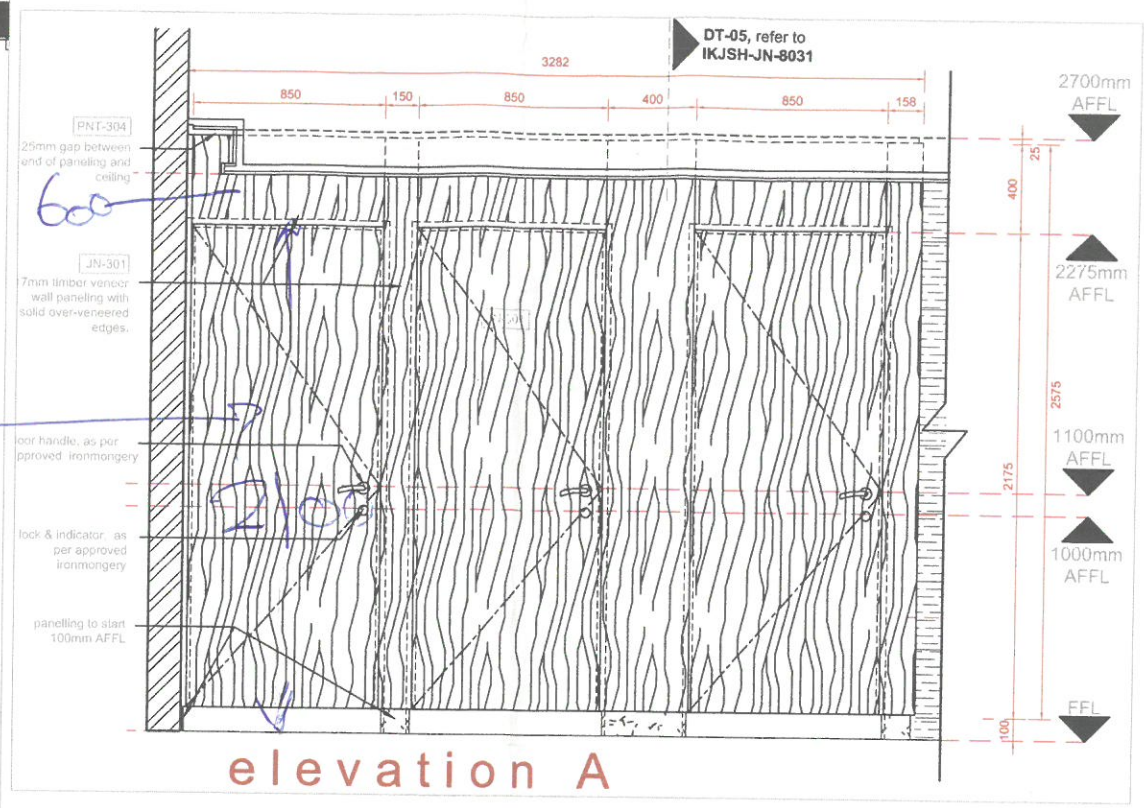 DT-05, refer to
IKJSH-JN-8031
3282
850
150
850
400
850
158
2700mm
AFFL
PNT-304
25mm gap between
end of paneling and
ceiling
25
400
600
2275mm
AFFL
JN-301
7mm timber veneer
wall paneling with
solid over-veneered
edges.
2575
2175
oor handle, as per
pproved ironmongery
1100mm
AFFL
2100
lock & indicator, as
per approved
ironmongery
1000mm
AFFL
panelling to start
100mm AFFL
FFL
100
elevation A